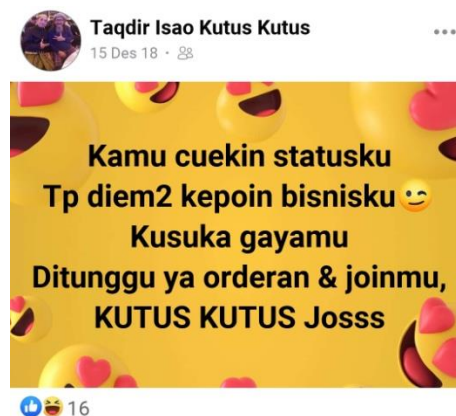 Taqdir Isao Kutus Kutus
15 Des 18 ·
Kamu cuekin statusku
Tp diem2 kepoin bisnisku😉
Kusuka gayamu
Ditunggu ya orderan & joinmu,
KUTUS KUTUS Josss
16